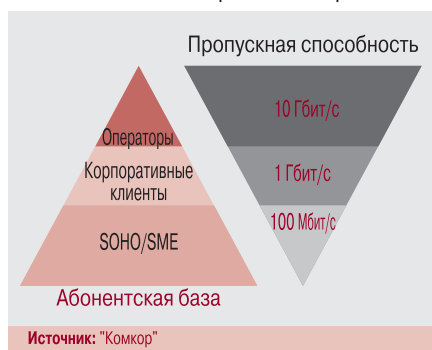 Пропускная способность
10 Гбит/с
Операторы
Корпоративные
клиенты
1 Гбит/с
100 Мбит/с
SOHO/SME
Абонентская база
Источник: "Комкор"